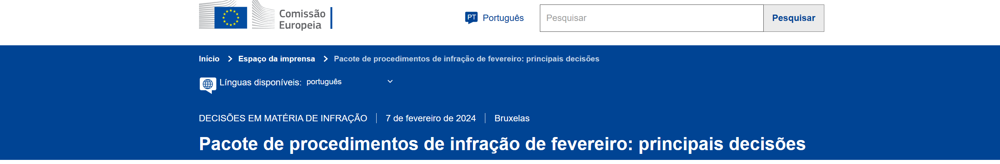 Comissão
Europeia
PT Português
Pesquisar
Pesquisar
Início Espaço da imprensa Pacote de procedimentos de infração de fevereiro: principais decisões
Línguas disponíveis: português
DECISÕES EM MATÉRIA DE INFRAÇÃO 7 de fevereiro de 2024 Bruxelas
Pacote de procedimentos de infração de fevereiro: principais decisões